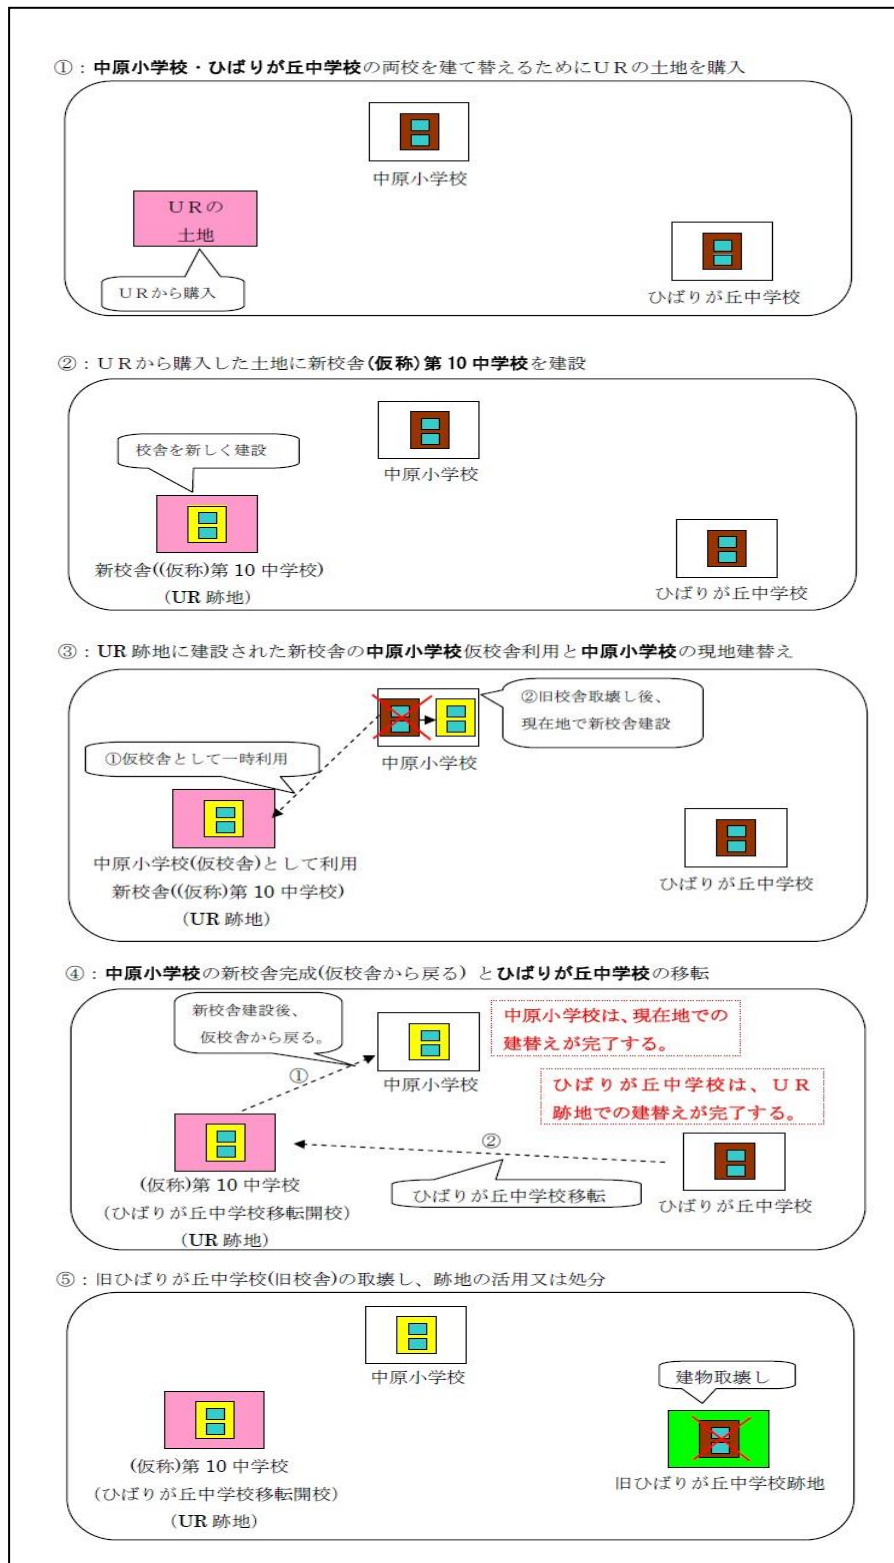 ①：中原小学校・ひばりが丘中学校の両校を建て替えるためにＵＲの土地を購入
中原小学校
ＵＲの
土地
ＵＲから購入
ひばりが丘中学校
②：ＵＲから購入した土地に新校舎(仮称)第 10 中学校を建設
校舎を新しく建設
中原小学校
新校舎((仮称)第 10 中学校)
（UR 跡地）
ひばりが丘中学校
③：UR 跡地に建設された新校舎の中原小学校仮校舎利用と中原小学校の現地建替え
②旧校舎取壊し後、
現在地で新校舎建設
①仮校舎として一時利用
中原小学校
中原小学校(仮校舎)として利用
新校舎((仮称)第 10 中学校)
（UR 跡地）
ひばりが丘中学校
④：中原小学校の新校舎完成(仮校舎から戻る) とひばりが丘中学校の移転
新校舎建設後、
仮校舎から戻る。
中原小学校は、現在地での
建替えが完了する。
①
中原小学校
ひばりが丘中学校は、ＵＲ
跡地での建替えが完了する。
②
(仮称)第 10 中学校
（ひばりが丘中学校移転開校）
（UR 跡地）
ひばりが丘中学校移転
ひばりが丘中学校
⑤：旧ひばりが丘中学校(旧校舎)の取壊し、跡地の活用又は処分
中原小学校
建物取壊し
(仮称)第 10 中学校
（ひばりが丘中学校移転開校）
（UR 跡地）
旧ひばりが丘中学校跡地